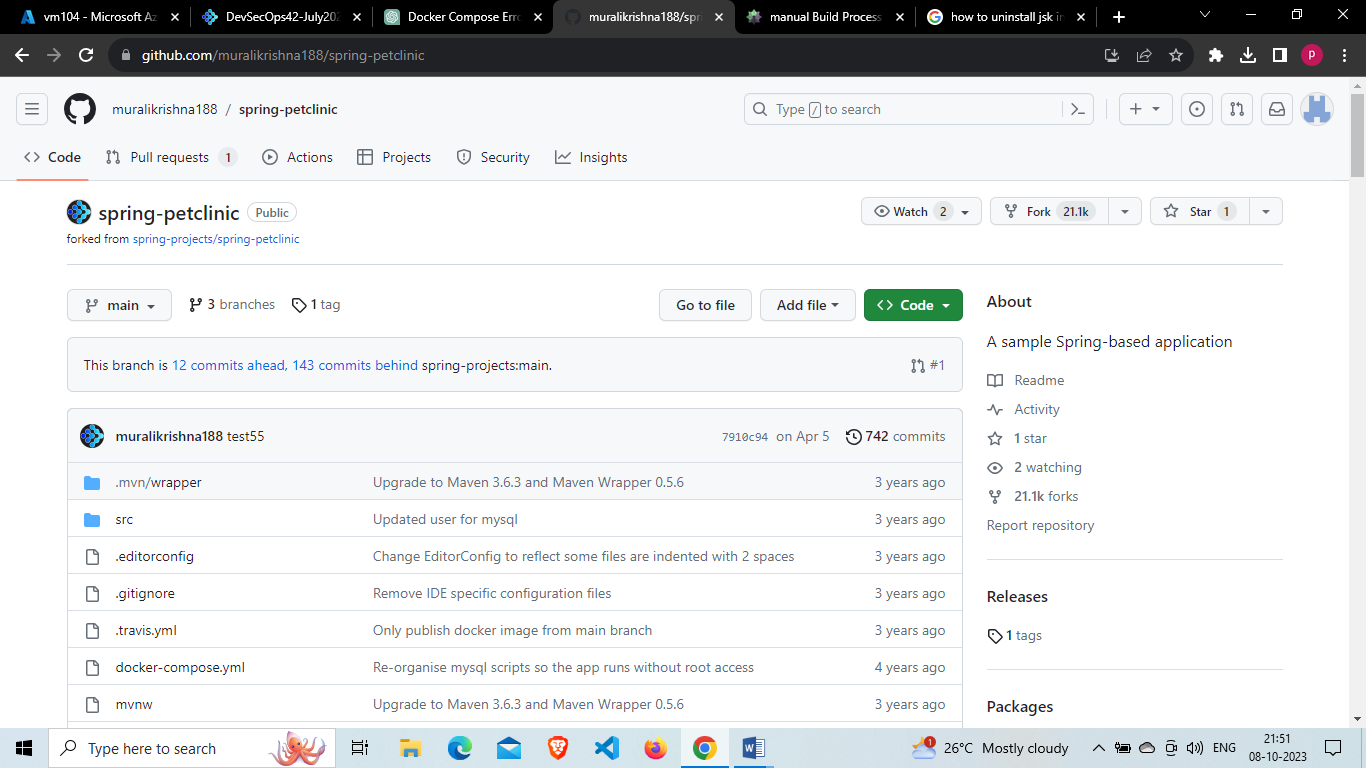 vm104 - Microsoft Az
DevSecOps42-July202
Docker Compose Erro
muralikrishna188/spri
manual Build Process
how to uninstall jsk in
github.com/muralikrishna188/spring-petclinic
P
muralikrishna188 / spring-petclinic
Type / to search
Code
Pull requests 1
Actions
Projects
Security
Insights
spring-petclinic Public
Watch 2
Fork 21.1k
Star 1
forked from spring-projects/spring-petclinic
main
3 branches
1 tag
Go to file
Add file
Code
This branch is 12 commits ahead, 143 commits behind spring-projects:main.
#1
muralikrishna188 test55
7910c94 on Apr 5
742 commits
.mvn/wrapper Upgrade to Maven 3.6.3 and Maven Wrapper 0.5.6 3 years ago
src Updated user for mysql 3 years ago
.editorconfig Change EditorConfig to reflect some files are indented with 2 spaces 3 years ago
.gitignore Remove IDE specific configuration files 3 years ago
.travis.yml Only publish docker image from main branch 3 years ago
docker-compose.yml Re-organise mysql scripts so the app runs without root access 4 years ago
mvnw Upgrade to Maven 3.6.3 and Maven Wrapper 0.5.6 3 years ago
About
A sample Spring-based application
Readme
Activity
1 star
2 watching
21.1k forks
Report repository
Releases
1 tags
Packages
Type here to search
1
26°C Mostly cloudy
ENG
21:51
08-10-2023